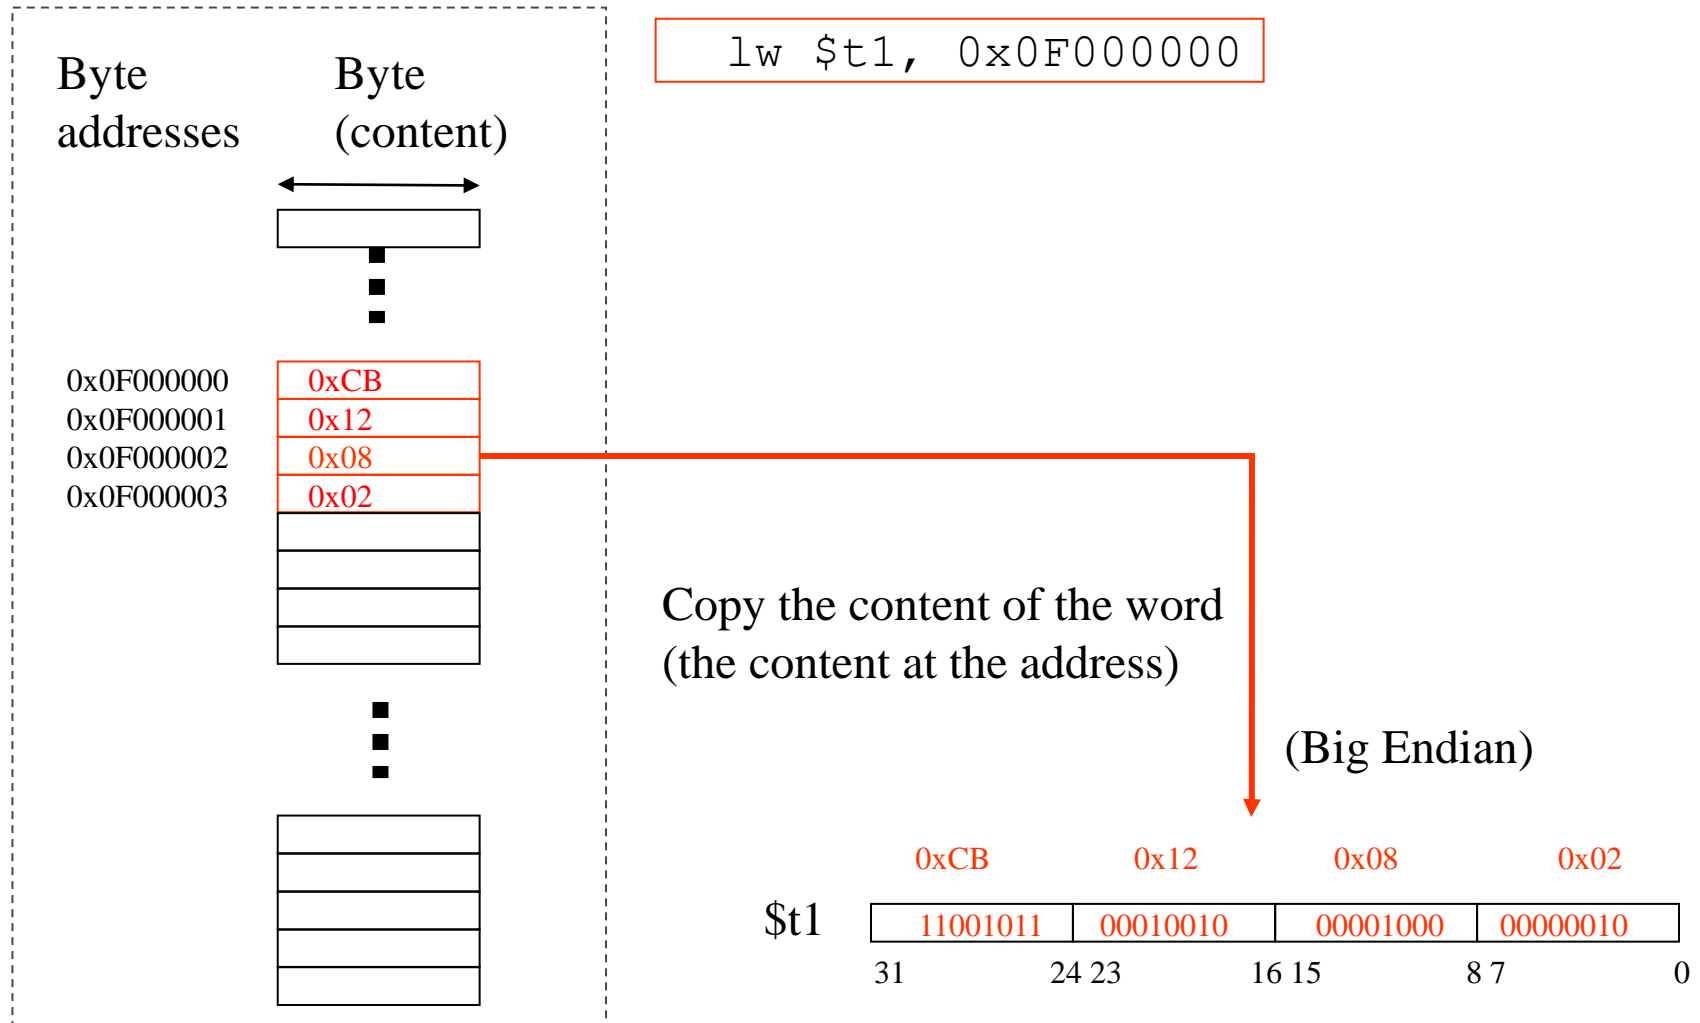 lw $t1, 0x0F000000
Byte addresses
Byte (content)
0x0F000000 0xCB
0x0F000001 0x12
0x0F000002 0x08
0x0F000003 0x02
Copy the content of the word
(the content at the address)
(Big Endian)
0xCB 0x12 0x08 0x02
$t1 11001011 00010010 00001000 00000010
31 24 23 16 15 8 7 0